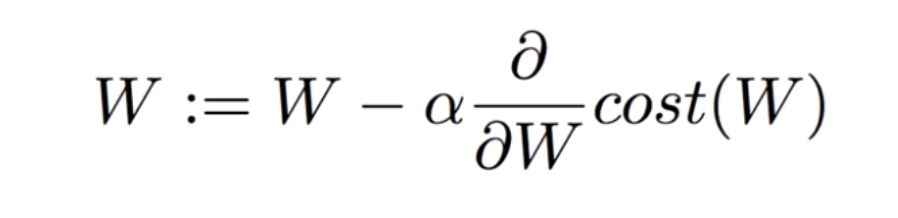 W := W − α ∂/∂W cost(W)